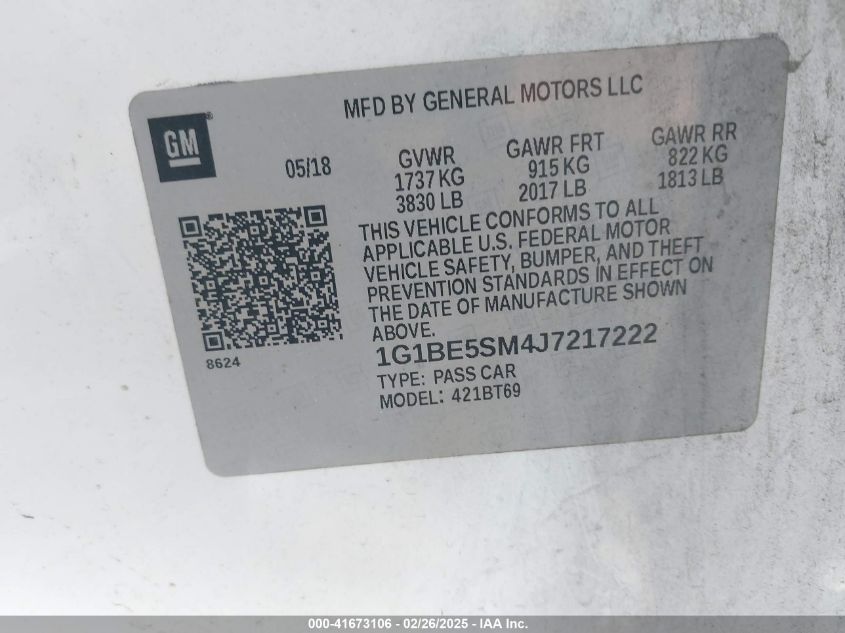 MFD BY GENERAL MOTORS LLC
GM®
05/18
GVWR
1737 KG
3830 LB
GAWR FRT
915 KG
2017 LB
GAWR RR
822 KG
1813 LB
THIS VEHICLE CONFORMS TO ALL
APPLICABLE U.S. FEDERAL MOTOR
VEHICLE SAFETY, BUMPER, AND THEFT
PREVENTION STANDARDS IN EFFECT ON
THE DATE OF MANUFACTURE SHOWN
ABOVE.
8624
1G1BE5SM4J7217222
TYPE: PASS CAR
MODEL: 421BT69
000-41673106 - 02/26/2025 - IAA Inc.